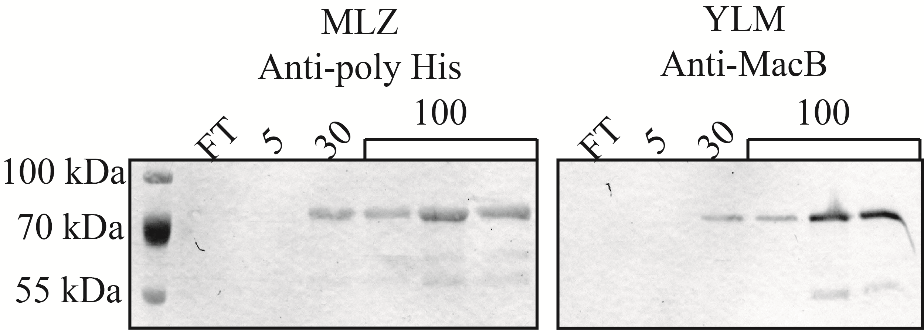 MLZ
Anti-poly His
YLM
Anti-MacB
FT 5 30 100
FT 5 30 100
100 kDa
70 kDa
55 kDa